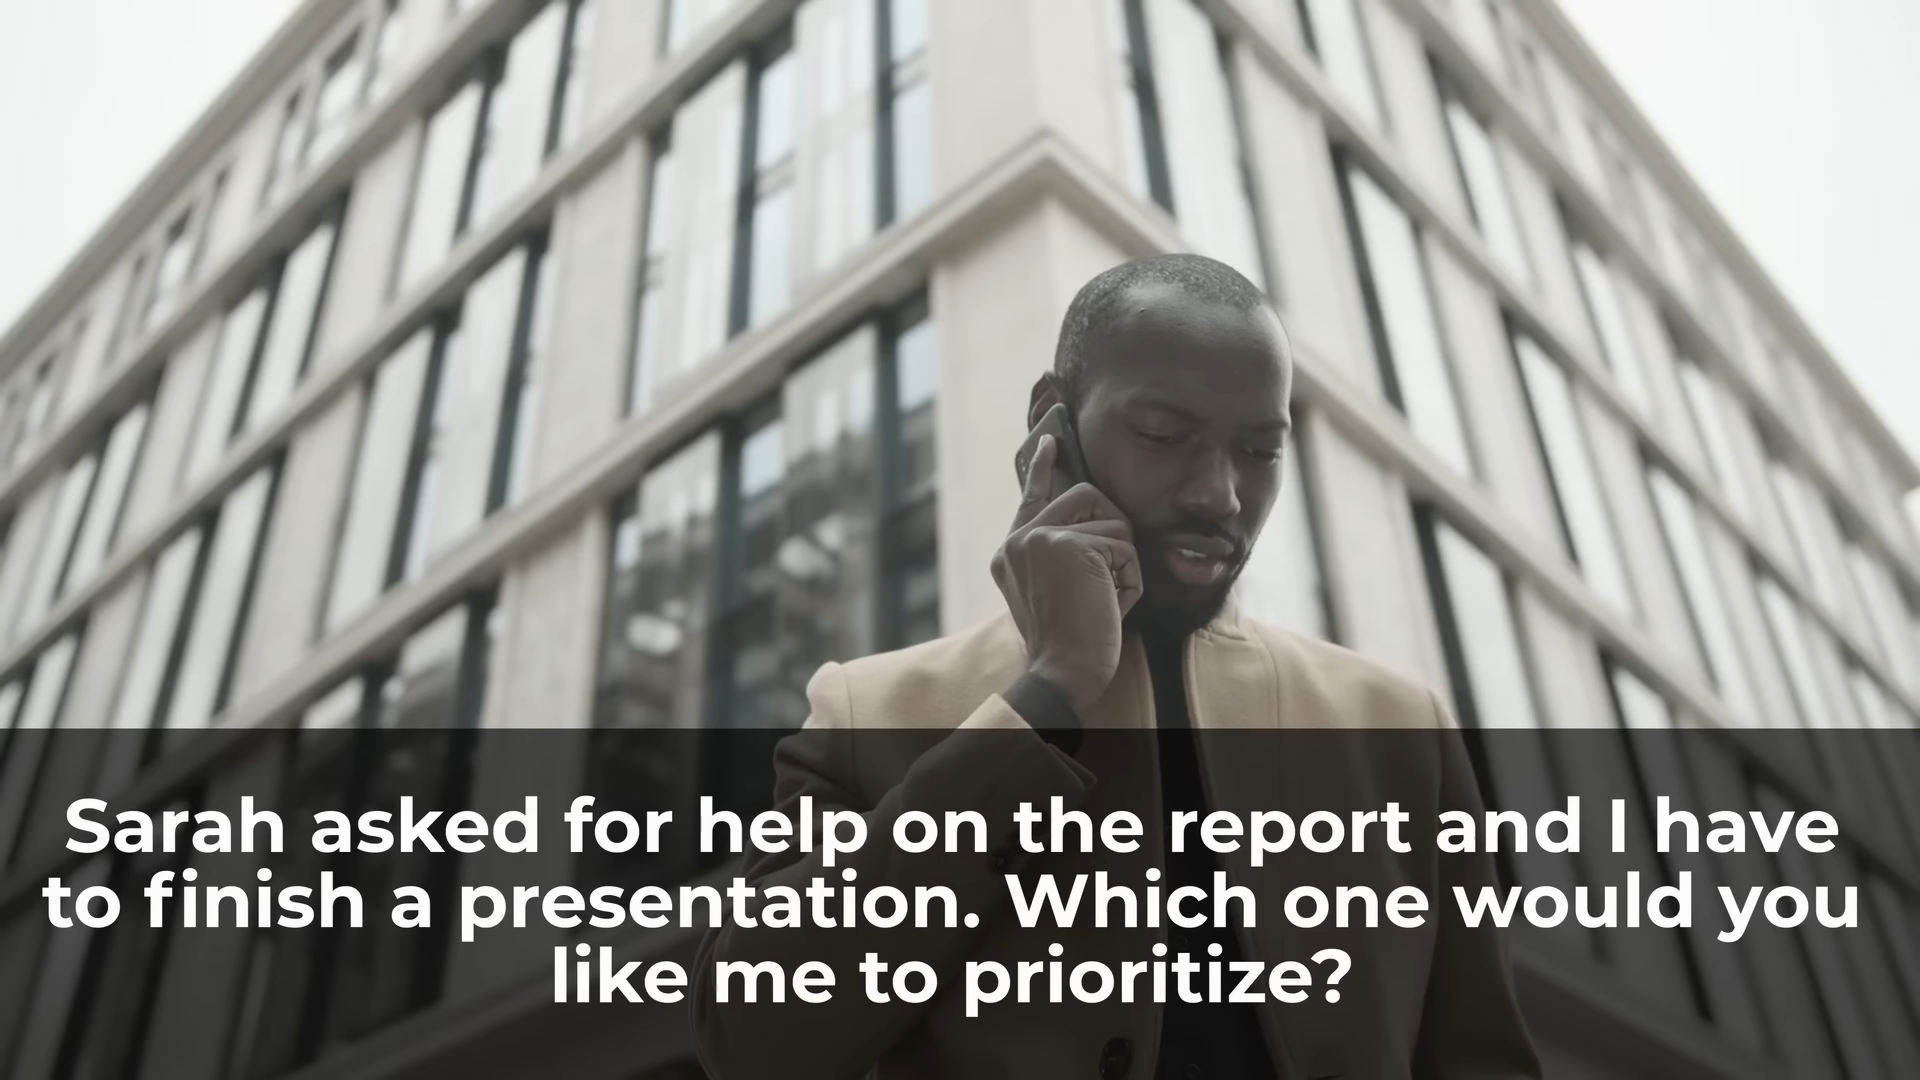 Sarah asked for help on the report and I have
to finish a presentation. Which one would you
like me to prioritize?